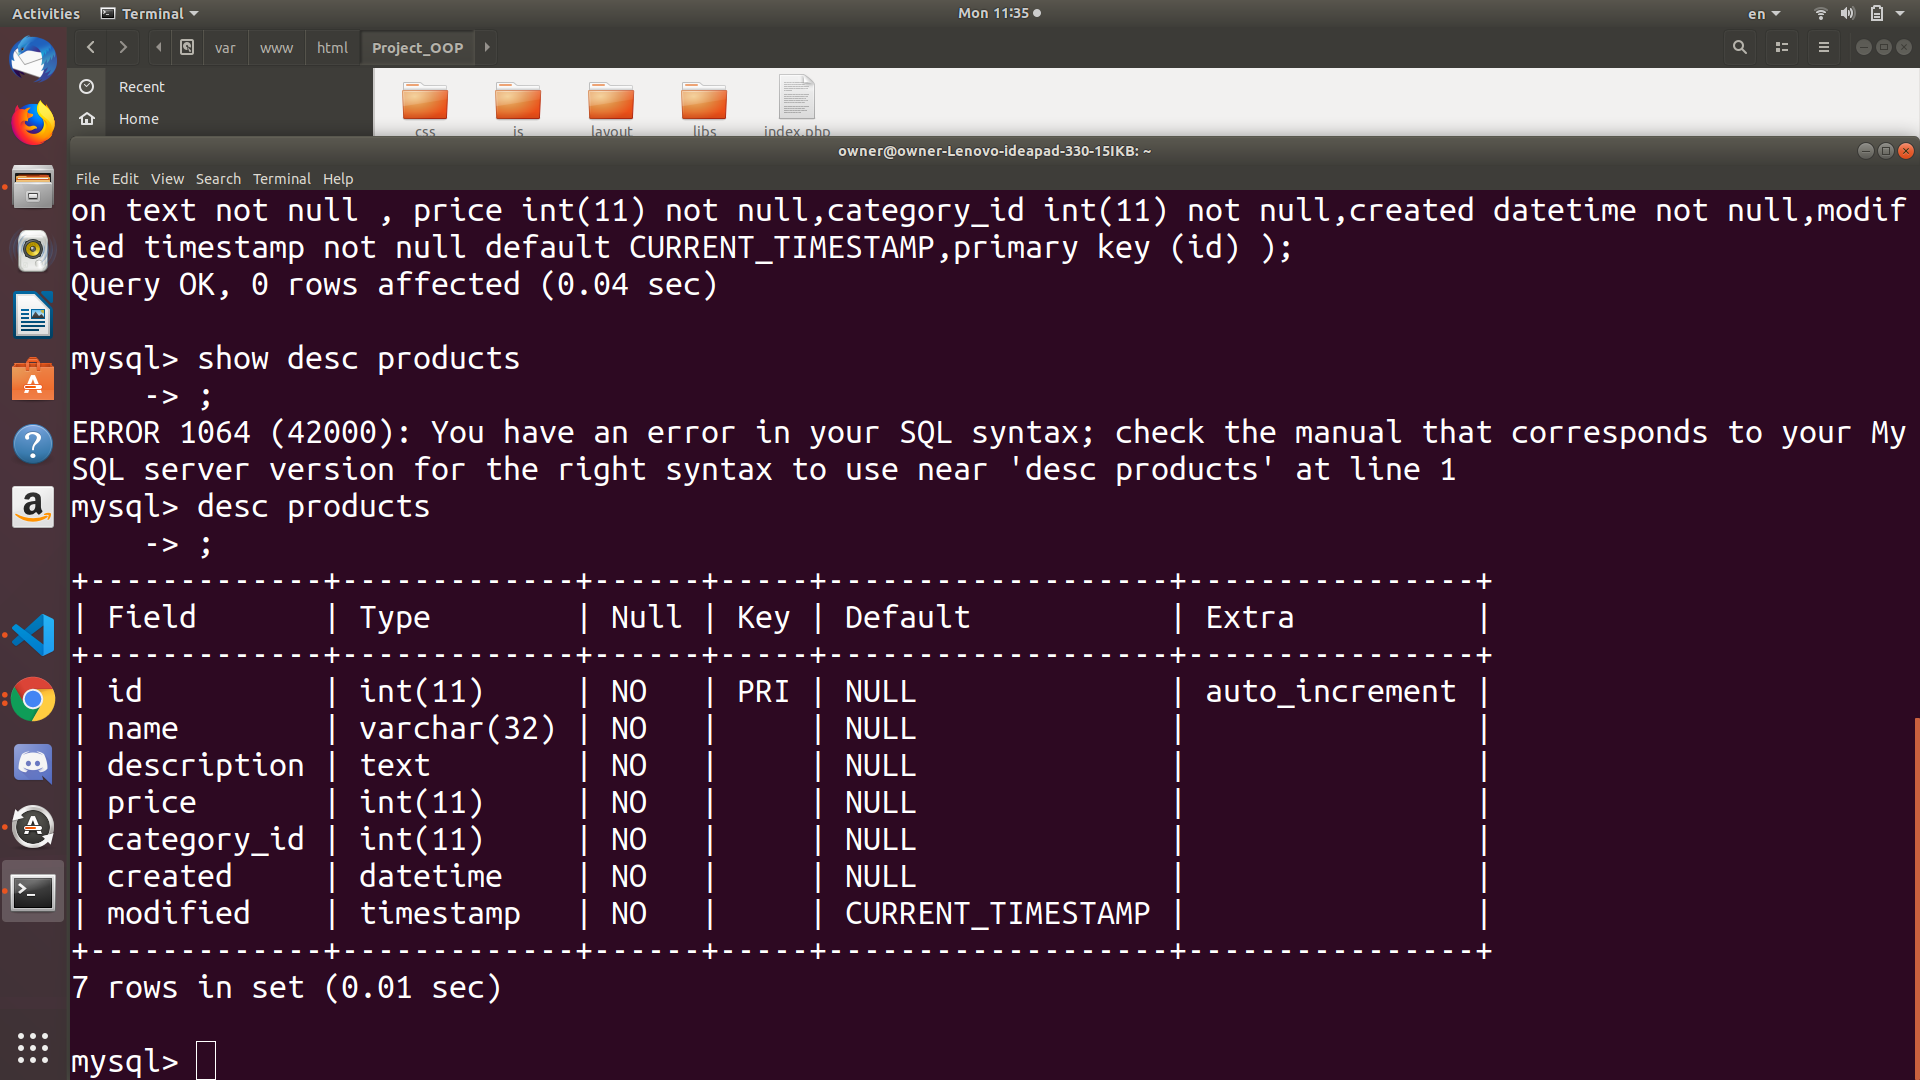 Activities Terminal Mon 11:35 en
var www html Project_OOP
Recent
Home
css js layout libs index.php
owner@owner-Lenovo-ideapad-330-15IKB: ~
File Edit View Search Terminal Help
on text not null , price int(11) not null,category_id int(11) not null,created datetime not null,modif
ied timestamp not null default CURRENT_TIMESTAMP,primary key (id) );
Query OK, 0 rows affected (0.04 sec)
mysql> show desc products
    -> ;
ERROR 1064 (42000): You have an error in your SQL syntax; check the manual that corresponds to your My
SQL server version for the right syntax to use near 'desc products' at line 1
mysql> desc products
    -> ;
+-------------+-------------+------+-----+-------------------+----------------+
| Field       | Type        | Null | Key | Default           | Extra          |
+-------------+-------------+------+-----+-------------------+----------------+
| id          | int(11)     | NO   | PRI | NULL              | auto_increment |
| name        | varchar(32) | NO   |     | NULL              |                |
| description | text        | NO   |     | NULL              |                |
| price       | int(11)     | NO   |     | NULL              |                |
| category_id | int(11)     | NO   |     | NULL              |                |
| created     | datetime    | NO   |     | NULL              |                |
| modified    | timestamp   | NO   |     | CURRENT_TIMESTAMP |                |
+-------------+-------------+------+-----+-------------------+----------------+
7 rows in set (0.01 sec)
mysql>